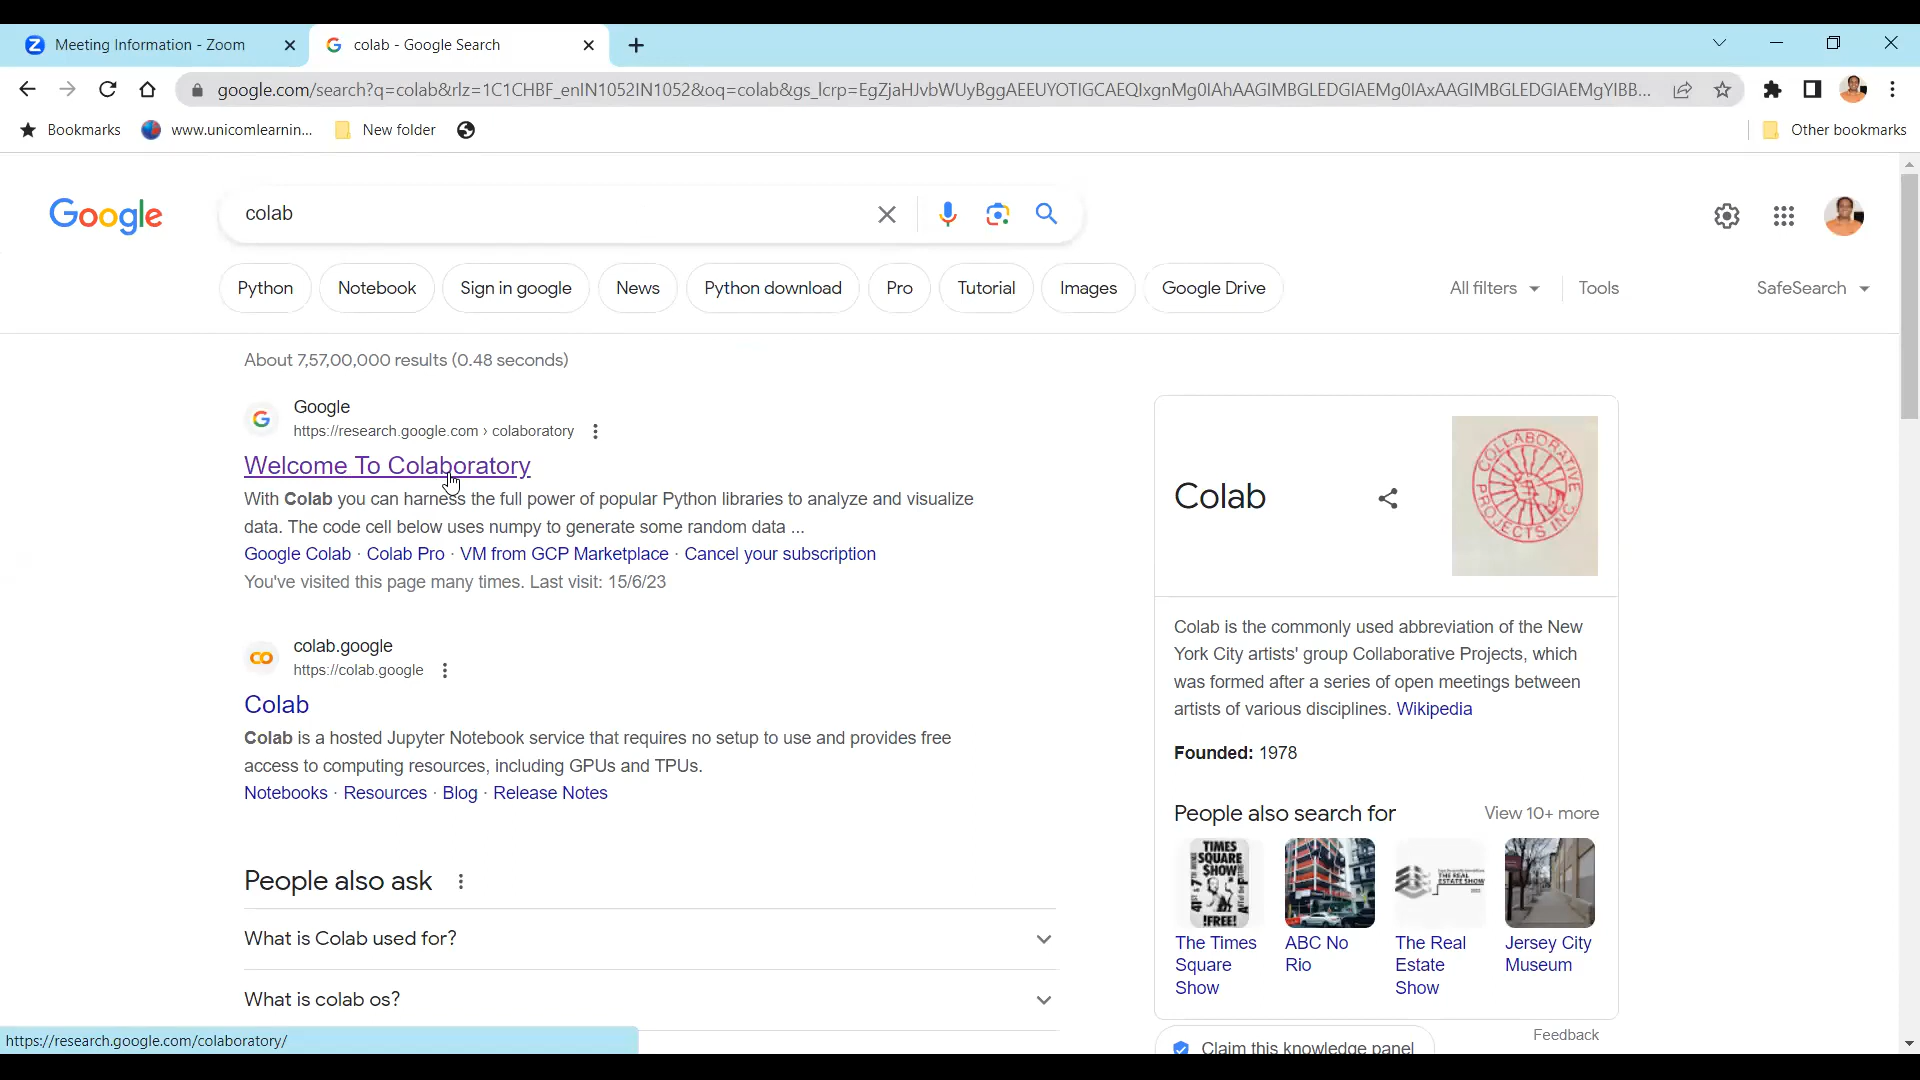 Meeting Information - Zoom
colab - Google Search
google.com/search?q=colab&rlz=1C1CHBF_enIN1052IN1052&oq=colab&gs_lcrp=EgZjaHJvbWUyBggAEEUYOTIGCAEQIxgnMg0IAhAAGIMBGLEDGIAEMg0IAxAAGIMBGLEDGIAEMgYIBB...
Bookmarks
www.unicomlearnin...
New folder
Other bookmarks
Google
colab
Python
Notebook
Sign in google
News
Python download
Pro
Tutorial
Images
Google Drive
All filters
Tools
SafeSearch
About 7,57,00,000 results (0.48 seconds)
Google
https://research.google.com › colaboratory
Welcome To Colaboratory
With Colab you can harness the full power of popular Python libraries to analyze and visualize
data. The code cell below uses numpy to generate some random data ...
Google Colab · Colab Pro · VM from GCP Marketplace · Cancel your subscription
You've visited this page many times. Last visit: 15/6/23
colab.google
https://colab.google
Colab
Colab is a hosted Jupyter Notebook service that requires no setup to use and provides free
access to computing resources, including GPUs and TPUs.
Notebooks · Resources · Blog · Release Notes
People also ask
What is Colab used for?
What is colab os?
https://research.google.com/colaboratory/
Colab
COLLABORATIVE
PROJECTS INC
Colab is the commonly used abbreviation of the New
York City artists' group Collaborative Projects, which
was formed after a series of open meetings between
artists of various disciplines. Wikipedia
Founded: 1978
People also search for
View 10+ more
TIMES
SQUARE
SHOW
!FREE!
THE REAL
ESTATE SHOW
The Times
Square
Show
ABC No
Rio
The Real
Estate
Show
Jersey City
Museum
Feedback
Claim this knowledge panel